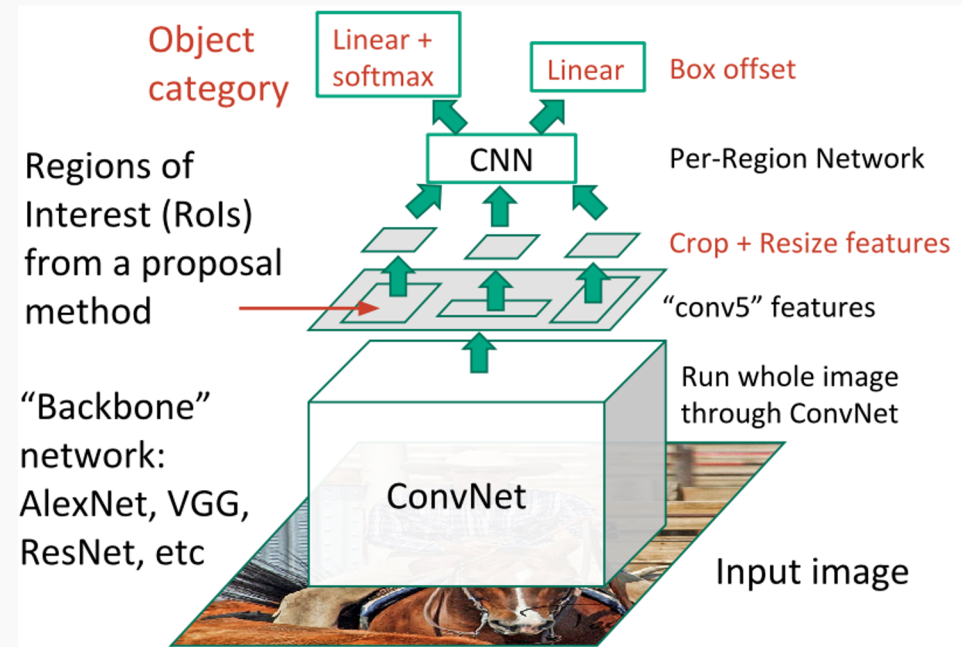 Object
category
Linear +
softmax
Linear
Box offset
CNN
Per-Region Network
Regions of
Interest (RoIs)
from a proposal
method
Crop + Resize features
“conv5” features
Run whole image
through ConvNet
“Backbone”
network:
AlexNet, VGG,
ResNet, etc
ConvNet
Input image